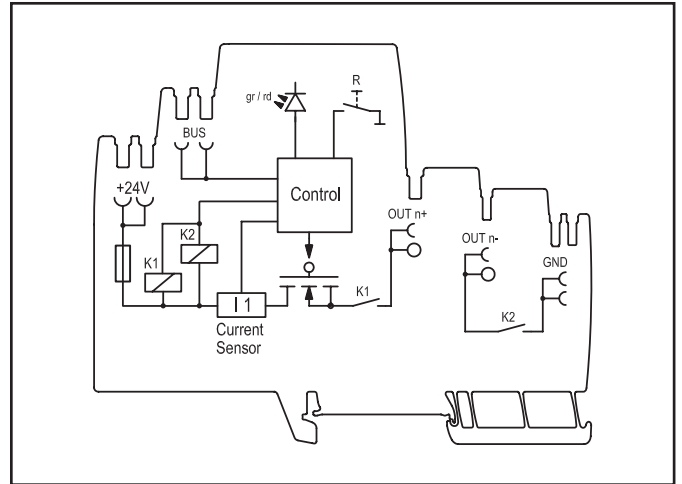 gr / rd
R
BUS
+24V
Control
K2
K1
OUT n+
OUT n-
GND
K1
K2
I 1
Current
Sensor